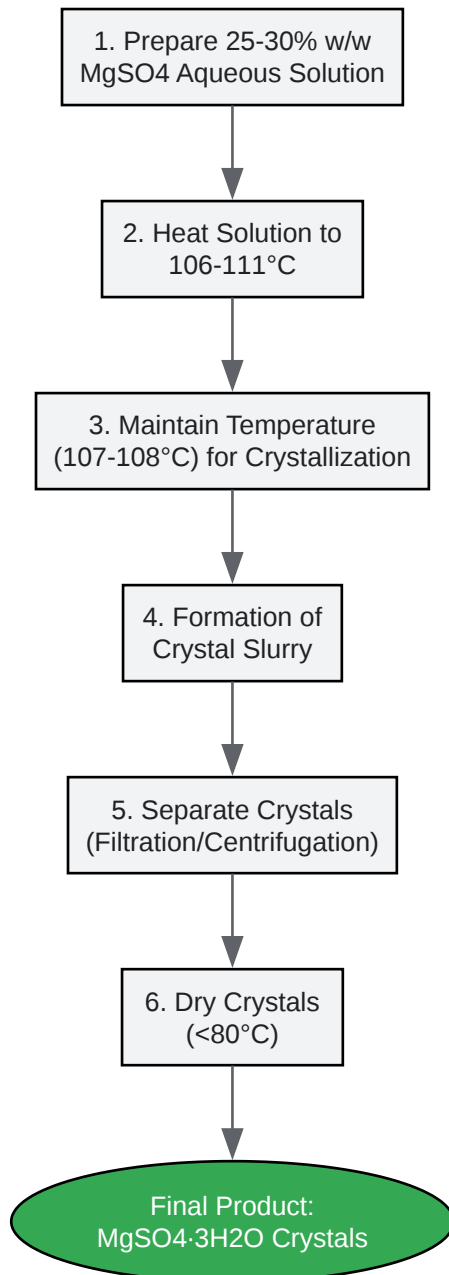 1. Prepare 25-30% w/w
MgSO4 Aqueous Solution
2. Heat Solution to
106-111°C
3. Maintain Temperature
(107-108°C) for Crystallization
4. Formation of
Crystal Slurry
5. Separate Crystals
(Filtration/Centrifugation)
6. Dry Crystals
(<80°C)
Final Product:
MgSO4·3H2O Crystals